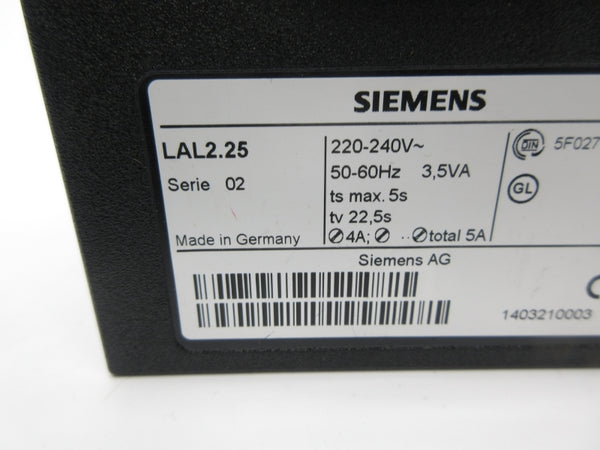 SIEMENS
LAL2.25
Serie 02
Made in Germany
220-240V~
50-60Hz 3,5VA
ts max. 5s
tv 22,5s
4A; ·· total 5A
DIN 5F027
GL
Siemens AG
1403210003